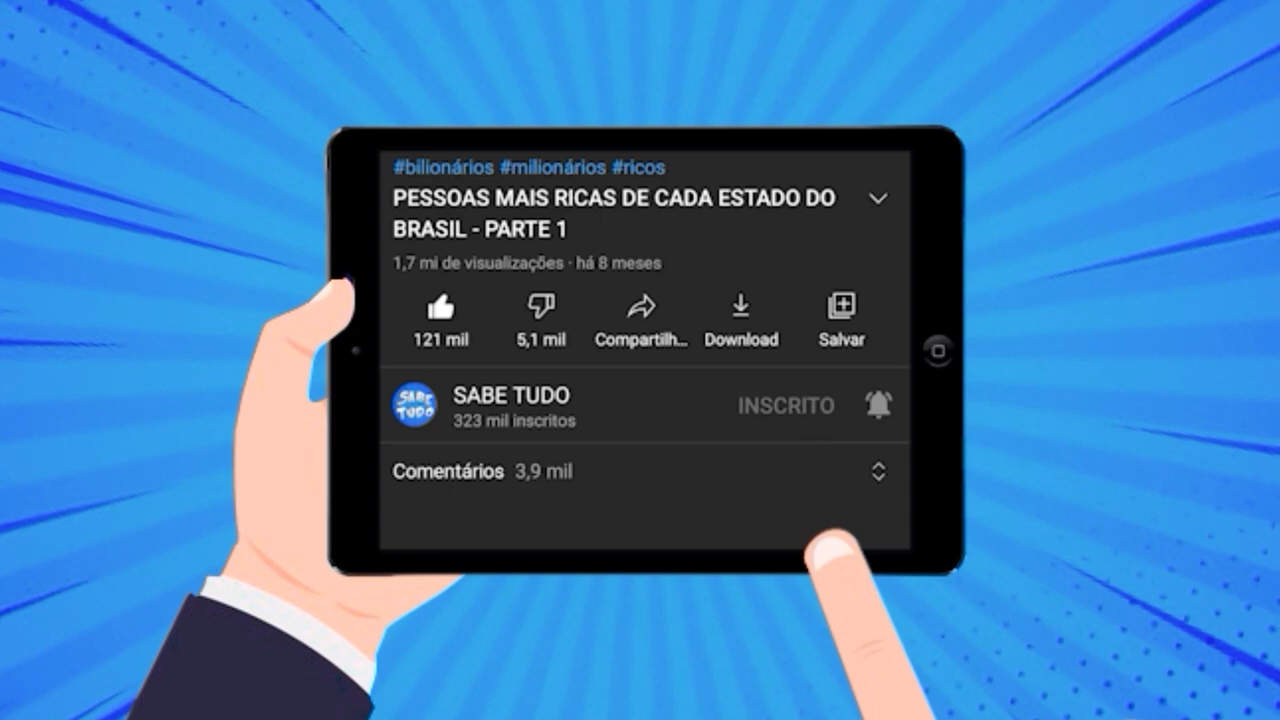 #bilionários #milionários #ricos
PESSOAS MAIS RICAS DE CADA ESTADO DO
BRASIL - PARTE 1
1,7 mi de visualizações · há 8 meses
121 mil
5,1 mil
Compartilh...
Download
Salvar
SABE TUDO
SABE TUDO
323 mil inscritos
INSCRITO
Comentários 3,9 mil